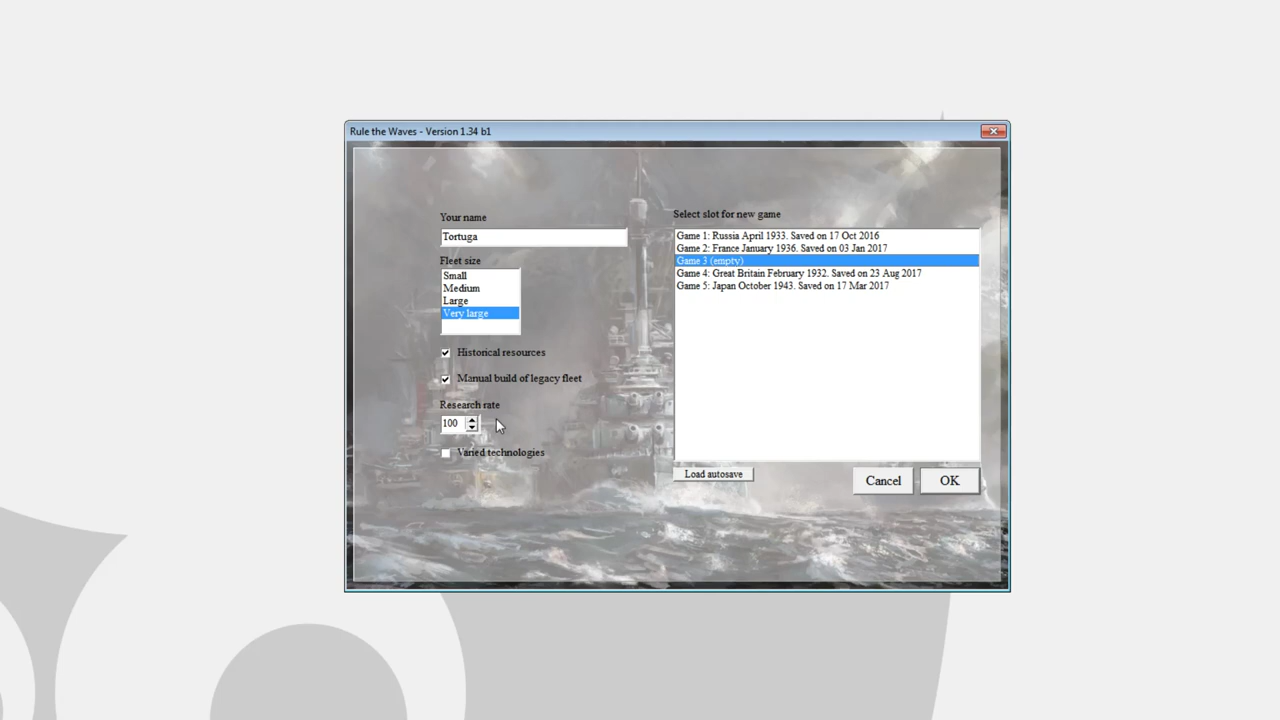 Rule the Waves - Version 1.34 b1
Your name
Tortuga
Fleet size
Small
Medium
Large
Very large
Historical resources
Manual build of legacy fleet
Research rate
100
Varied technologies
Select slot for new game
Game 1: Russia April 1933. Saved on 17 Oct 2016
Game 2: France January 1936. Saved on 03 Jan 2017
Game 3 (empty)
Game 4: Great Britain February 1932. Saved on 23 Aug 2017
Game 5: Japan October 1943. Saved on 17 Mar 2017
Load autosave
Cancel
OK